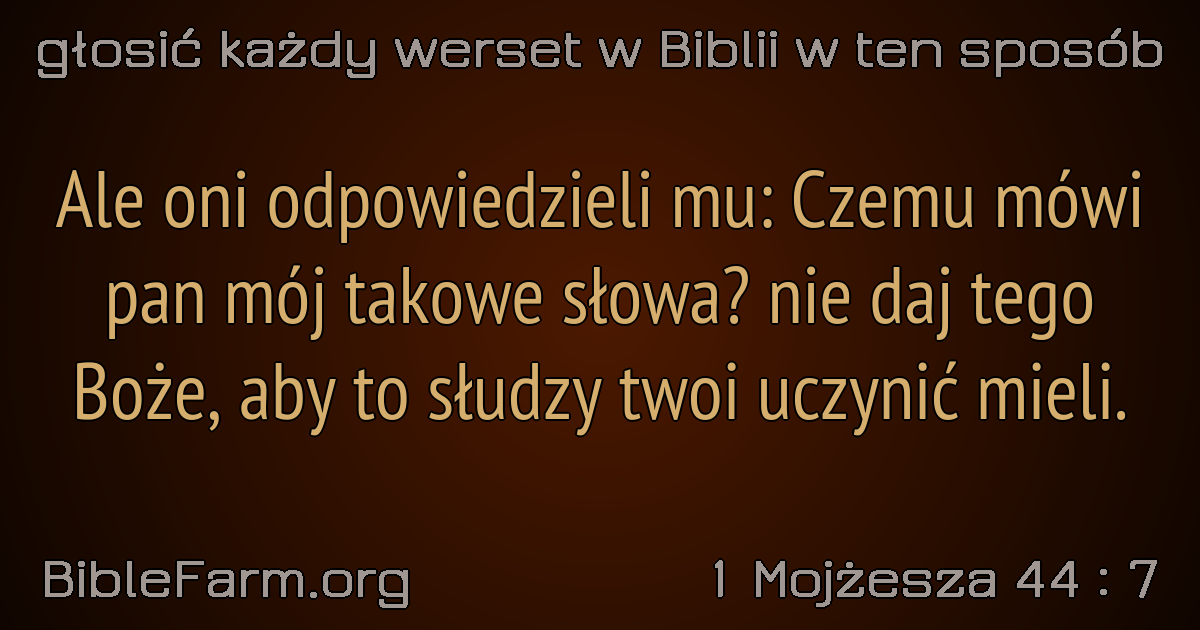 głosić każdy werset w Biblii w ten sposób
Ale oni odpowiedzieli mu: Czemu mówi
pan mój takowe słowa? nie daj tego
Boże, aby to słudzy twoi uczynić mieli.
BibleFarm.org
1 Mojżesza 44 : 7